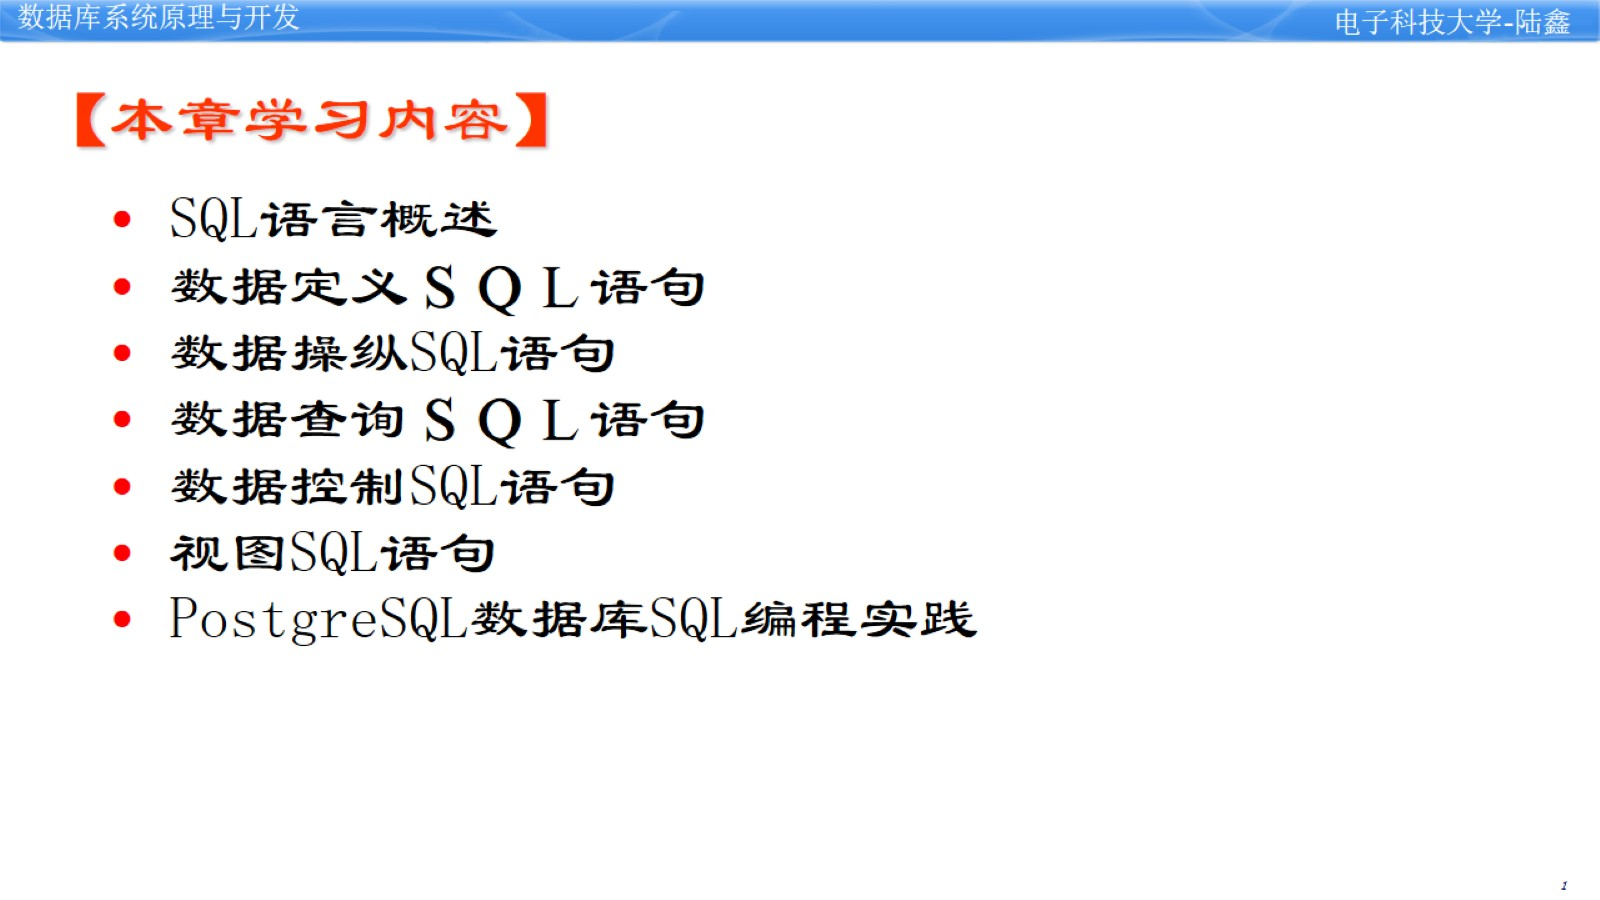 数据库系统原理与开发
电子科技大学-陆鑫
【本章学习内容】
• SQL语言概述
• 数据定义ＳＱＬ语句
• 数据操纵SQL语句
• 数据查询ＳＱＬ语句
• 数据控制SQL语句
• 视图SQL语句
• PostgreSQL数据库SQL编程实践
1